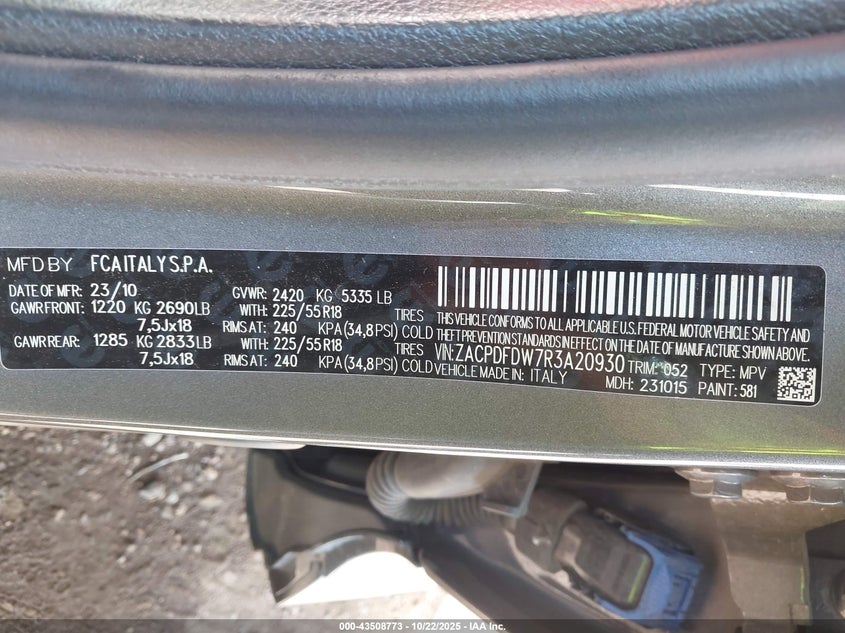 MFD BY FCA ITALY S.P.A.
DATE OF MFR: 23/10 GVWR: 2420 KG 5335 LB
GAWR FRONT: 1220 KG 2690LB WITH: 225/55R18 TIRES
7,5Jx18 RIMS AT: 240 KPA (34,8PSI) COLD
GAWR REAR: 1285 KG 2833LB WITH: 225/55R18 TIRES
7,5Jx18 RIMS AT: 240 KPA (34,8PSI) COLD
THIS VEHICLE CONFORMS TO ALL APPLICABLE U.S. FEDERAL MOTOR VEHICLE SAFETY AND
THEFT PREVENTION STANDARDS IN EFFECT ON THE DATE OF MANUFACTURE SHOWN ABOVE.
VIN: ZACPDFDW7R3A20930 TRIM: 052 TYPE: MPV
VEHICLE MADE IN: ITALY MDH: 231015 PAINT: 581
000-43508773 - 10/22/2025 - IAA Inc.